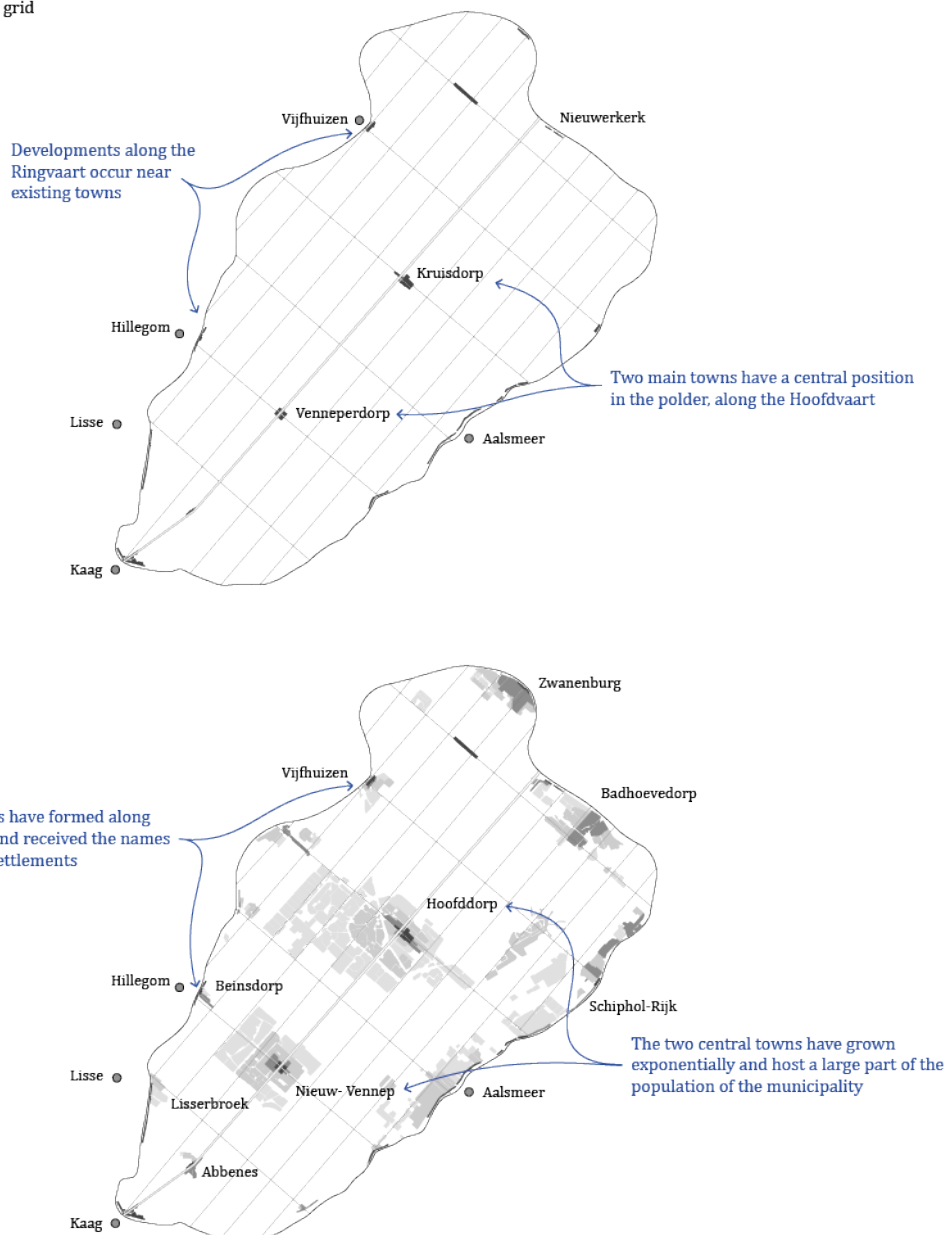 grid
Vijfhuizen
Nieuwerkerk
Developments along the
Ringvaart occur near
existing towns
Kruisdorp
Hillegom
Two main towns have a central position
in the polder, along the Hoofdvaart
Venneperdorp
Lisse
Aalsmeer
Kaag
Zwanenburg
Vijfhuizen
Badhoevedorp
s have formed along
nd received the names
ettlements
Hoofddorp
Hillegom
Beinsdorp
Schiphol-Rijk
The two central towns have grown
exponentially and host a large part of the
population of the municipality
Lisse
Nieuw- Vennep
Aalsmeer
Lisserbroek
Abbenes
Kaag